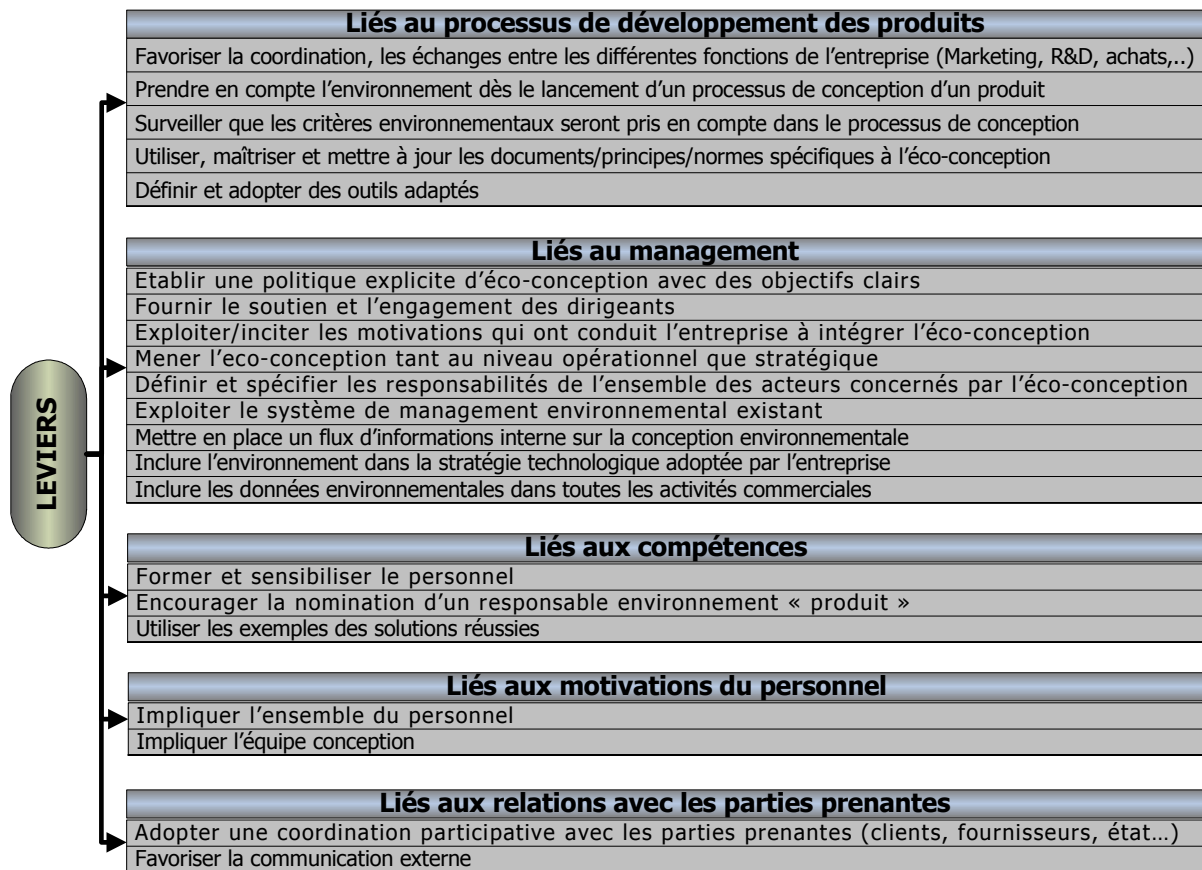 LEVIERS
Liés au processus de développement des produits
Favoriser la coordination, les échanges entre les différentes fonctions de l’entreprise (Marketing, R&D, achats,..)
Prendre en compte l’environnement dès le lancement d’un processus de conception d’un produit
Surveiller que les critères environnementaux seront pris en compte dans le processus de conception
Utiliser, maîtriser et mettre à jour les documents/principes/normes spécifiques à l’éco-conception
Définir et adopter des outils adaptés
Liés au management
Etablir une politique explicite d’éco-conception avec des objectifs clairs
Fournir le soutien et l’engagement des dirigeants
Exploiter/inciter les motivations qui ont conduit l’entreprise à intégrer l’éco-conception
Mener l’eco-conception tant au niveau opérationnel que stratégique
Définir et spécifier les responsabilités de l’ensemble des acteurs concernés par l’éco-conception
Exploiter le système de management environnemental existant
Mettre en place un flux d’informations interne sur la conception environnementale
Inclure l’environnement dans la stratégie technologique adoptée par l’entreprise
Inclure les données environnementales dans toutes les activités commerciales
Liés aux compétences
Former et sensibiliser le personnel
Encourager la nomination d’un responsable environnement « produit »
Utiliser les exemples des solutions réussies
Liés aux motivations du personnel
Impliquer l’ensemble du personnel
Impliquer l’équipe conception
Liés aux relations avec les parties prenantes
Adopter une coordination participative avec les parties prenantes (clients, fournisseurs, état…)
Favoriser la communication externe